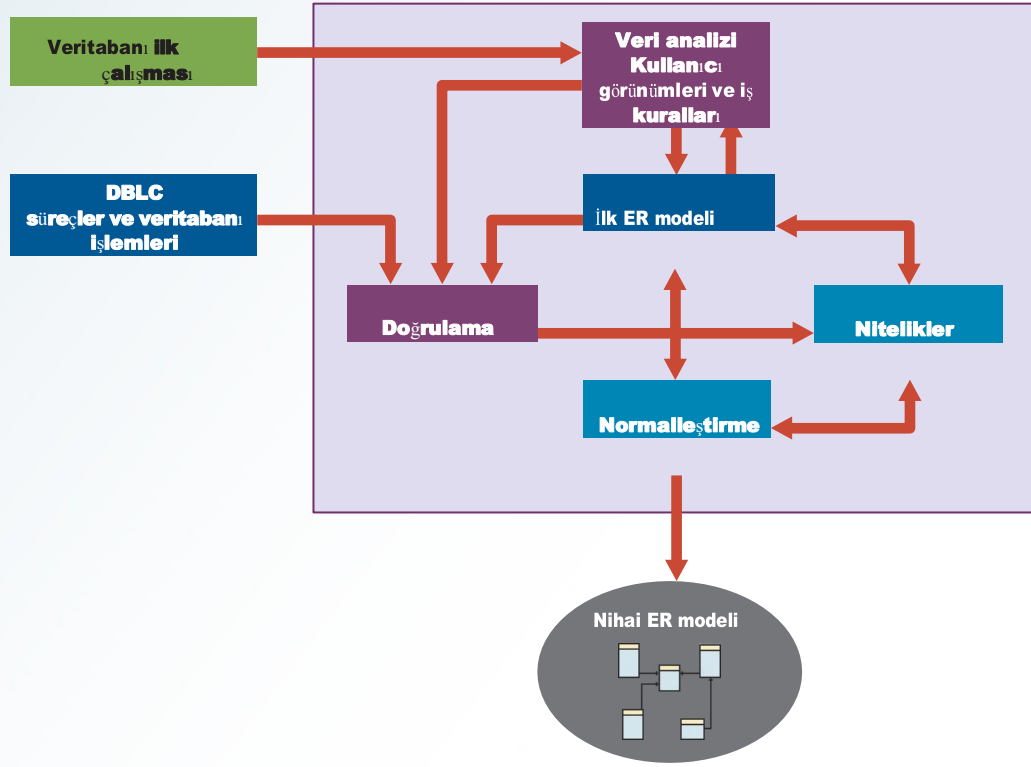 Veritabanı ilk
çalışması
Veri analizi
Kullanıcı
görünümleri ve iş
kuralları
DBLC
süreçler ve veritabanı
işlemleri
İlk ER modeli
Doğrulama
Nitelikler
Normalleştirme
Nihai ER modeli